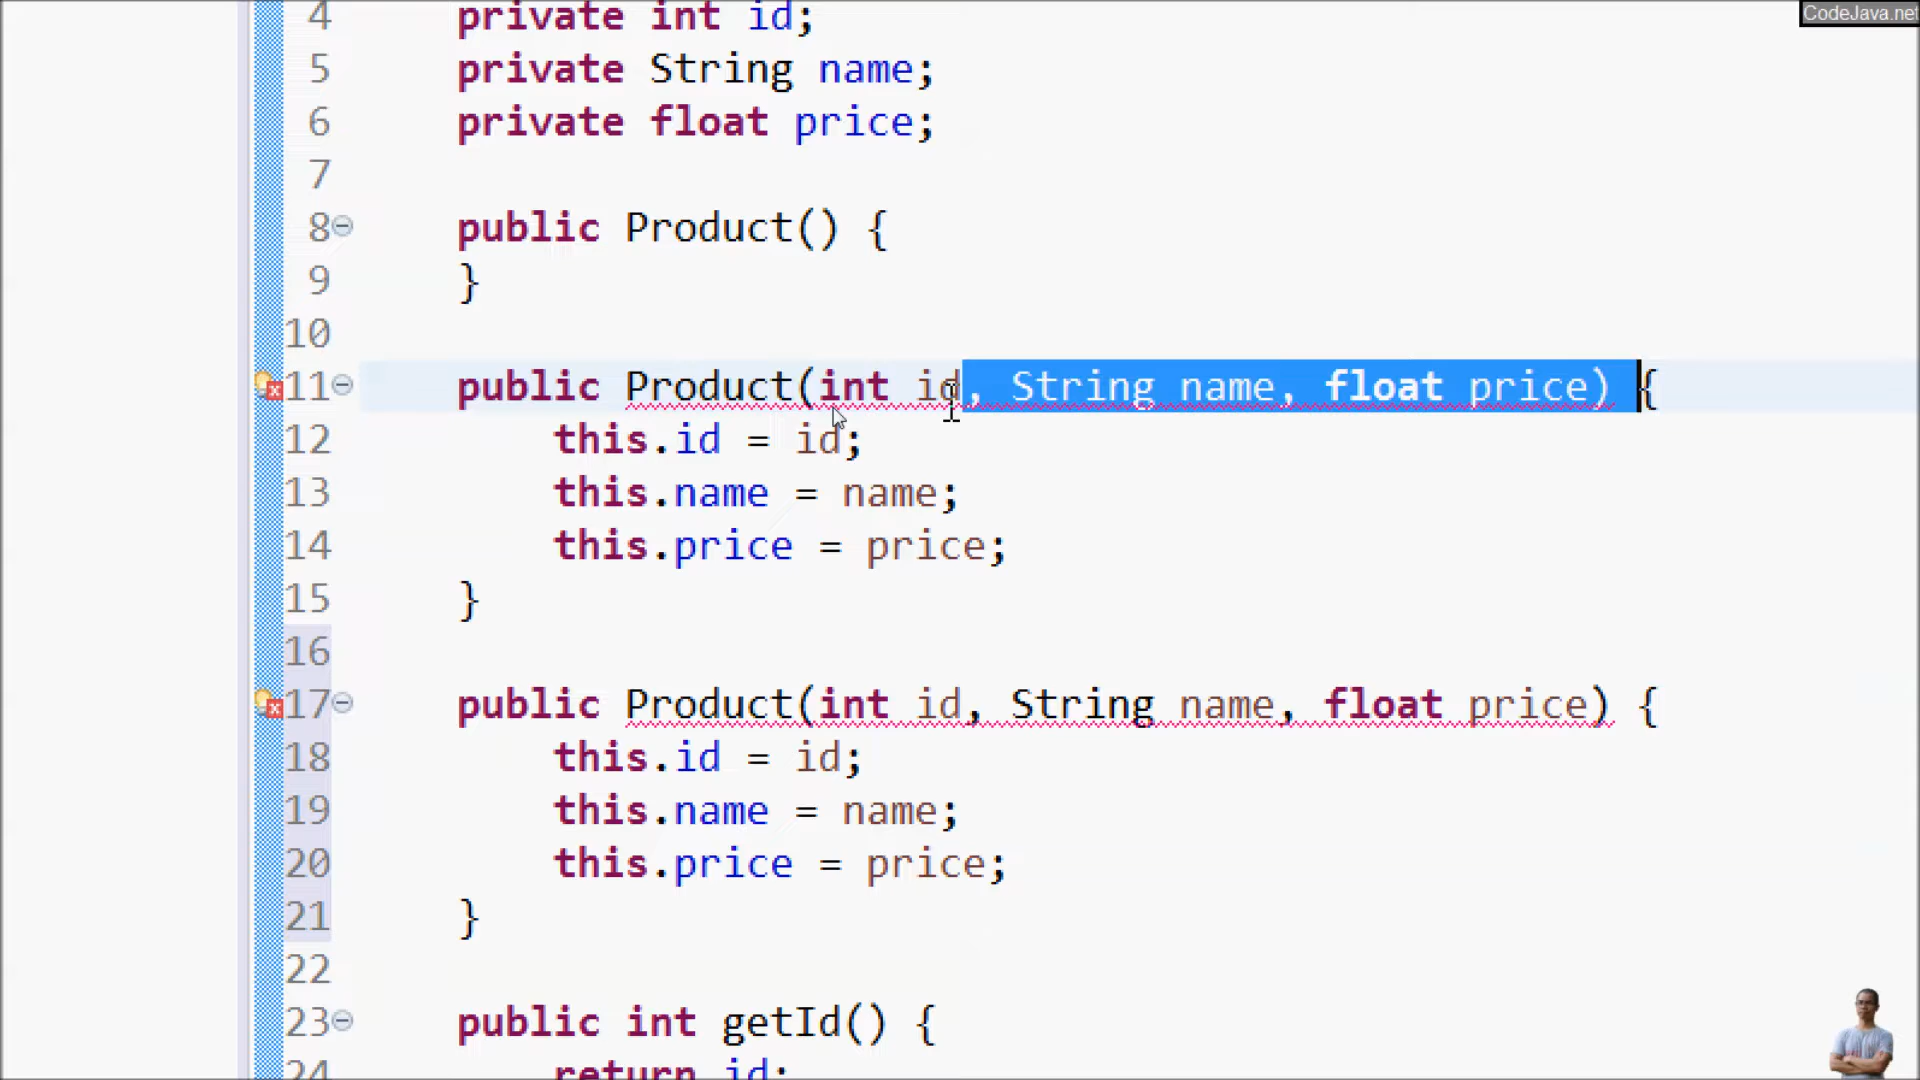 CodeJava.net
4 private int id;
5 private String name;
6 private float price;
7
8 public Product() {
9 }
10
11 public Product(int id, String name, float price) {
12 this.id = id;
13 this.name = name;
14 this.price = price;
15 }
16
17 public Product(int id, String name, float price) {
18 this.id = id;
19 this.name = name;
20 this.price = price;
21 }
22
23 public int getId() {
24 return id;